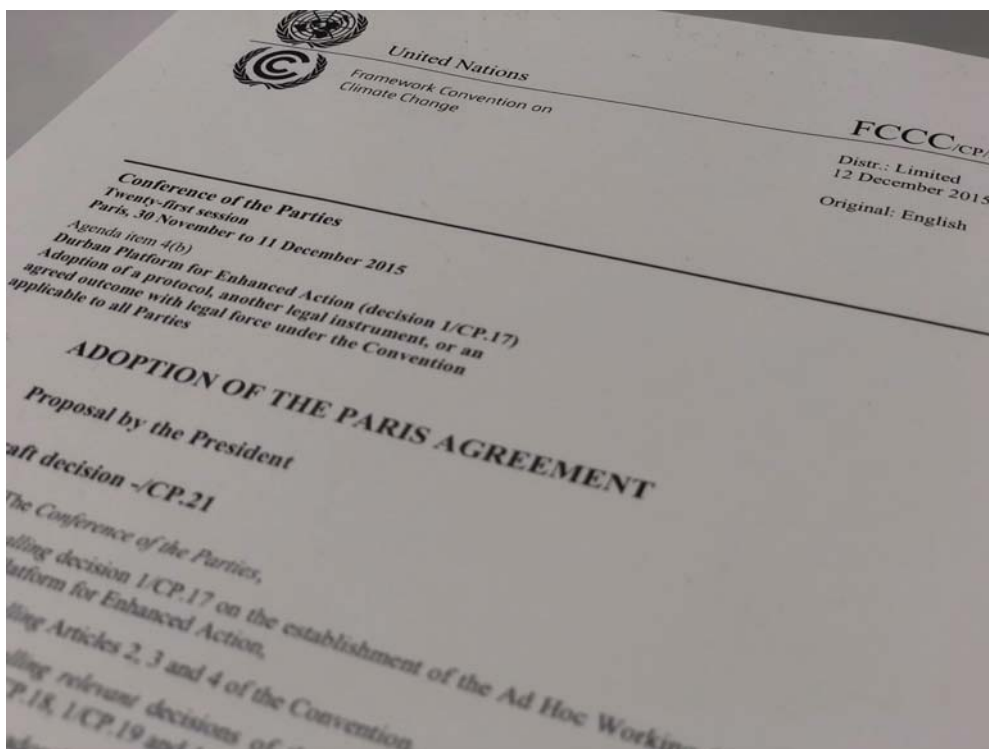 United Nations
Framework Convention on
Climate Change
FCCC/CP/
Distr.: Limited
12 December 2015
Original: English
Conference of the Parties
Twenty-first session
Paris, 30 November to 11 December 2015
Agenda item 4(b)
Durban Platform for Enhanced Action (decision 1/CP.17)
Adoption of a protocol, another legal instrument, or an
agreed outcome with legal force under the Convention
applicable to all Parties
ADOPTION OF THE PARIS AGREEMENT
Proposal by the President
raft decision -/CP.21
The Conference of the Parties,
alling decision 1/CP.17 on the establishment of the Ad Hoc Working
latform for Enhanced Action,
lling Articles 2, 3 and 4 of the Convention
lling relevant decisions of
CP.18, 1/CP.19 and